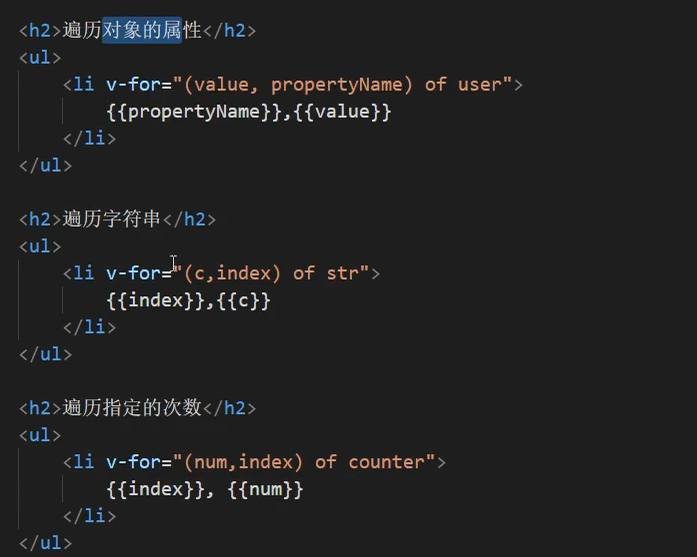 <h2>遍历对象的属性</h2>
<ul>
<li v-for="(value, propertyName) of user">
{{propertyName}},{{value}}
</li>
</ul>
<h2>遍历字符串</h2>
<ul>
<li v-for="(c,index) of str">
{{index}},{{c}}
</li>
</ul>
<h2>遍历指定的次数</h2>
<ul>
<li v-for="(num,index) of counter">
{{index}}, {{num}}
</li>
</ul>